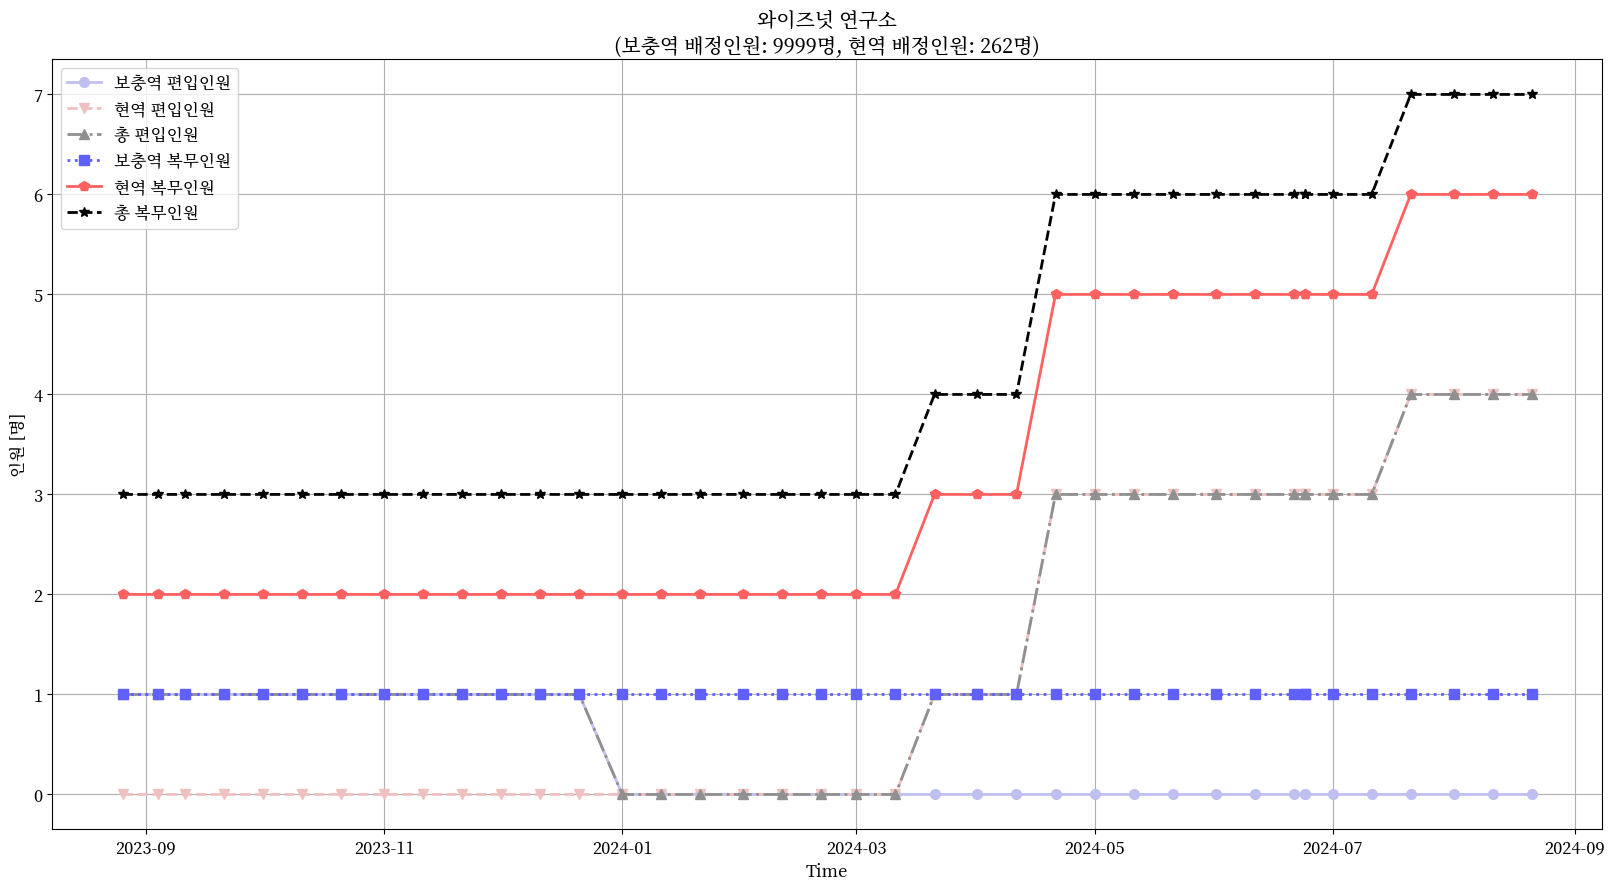 와이즈넛 연구소
(보충역 배정인원: 9999명, 현역 배정인원: 262명)
보충역 편입인원
현역 편입인원
총 편입인원
보충역 복무인원
현역 복무인원
총 복무인원
7
6
5
4
3
2
1
0
인원 [명]
2023-09
2023-11
2024-01
2024-03
2024-05
2024-07
2024-09
Time